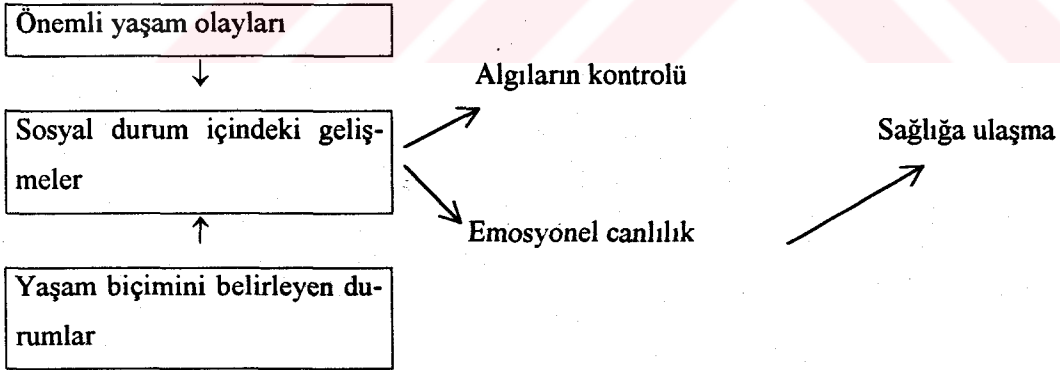 Önemli yaşam olayları
↓
Algıların kontrolü
Sosyal durum içindeki geliş-
meler
Sağlığa ulaşma
↑
Emosyonel canlılık
Yaşam biçimini belirleyen du-
rumlar